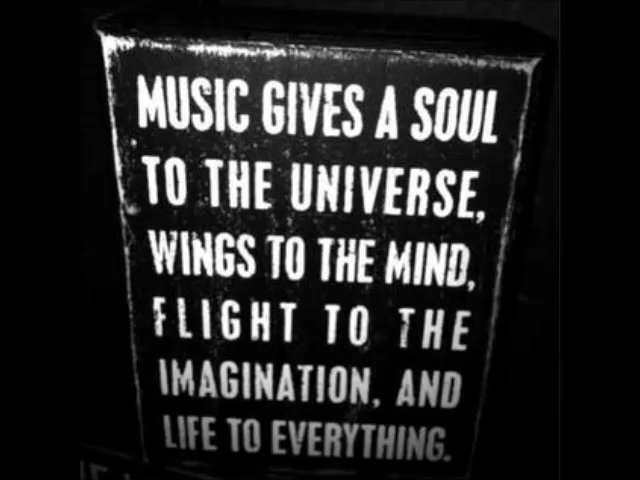 MUSIC GIVES A SOUL
TO THE UNIVERSE,
WINGS TO THE MIND,
FLIGHT TO THE
IMAGINATION, AND
LIFE TO EVERYTHING.